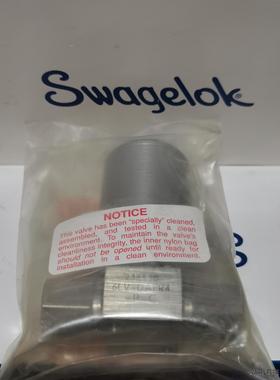 Swagelok
NOTICE
This valve has been "specially" cleaned,
assembled, and tested in a clean
environment. To maintain the valve's
cleanliness integrity, the inner nylon bag
should not be opened until ready for
installation in a clean environment.